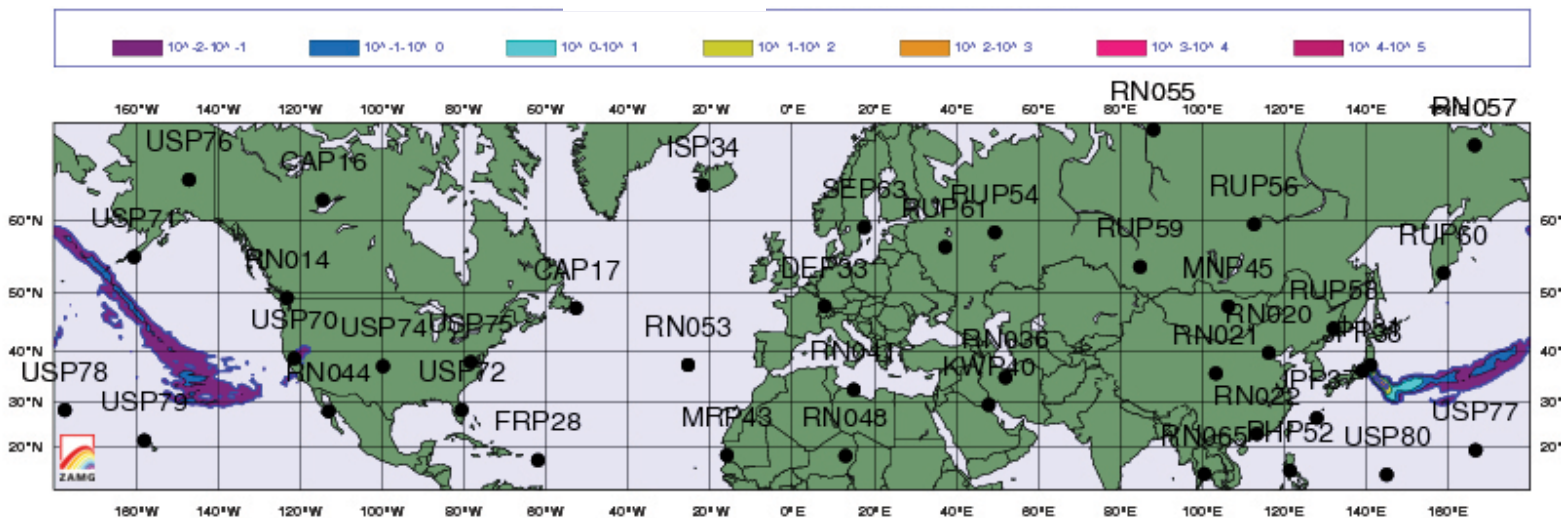 10^-2-10^-1 10^-1-10^ 0 10^ 0-10^ 1 10^ 1-10^ 2 10^ 2-10^ 3 10^ 3-10^ 4 10^ 4-10^ 5
RN055
RN057
160°W 140°W 120°W 100°W 80°W 60°W 40°W 20°W 0°E 20°E 40°E 60°E 80°E 100°E 120°E 140°E 160°E
USP76 ISP34
CAP16
SEP63 RUP54 RUP56
60°N USP71 RUP61 RUP59 60°N
RUP60
RN014 CAP17 DEP33 MNP45
50°N RUP58 50°N
USP70 USP74 USP75 RN053 RN021 RN020
40°N RN041 RN036 JPP38 40°N
USP78 RN044 USP72 KWP40 JPP37
30°N USP79 RN022 30°N
FRP28 MRP43 RN048 USP77
20°N RN065 PHP52 USP80 20°N
ZAMG
160°W 140°W 120°W 100°W 80°W 60°W 40°W 20°W 0°E 20°E 40°E 60°E 80°E 100°E 120°E 140°E 160°E